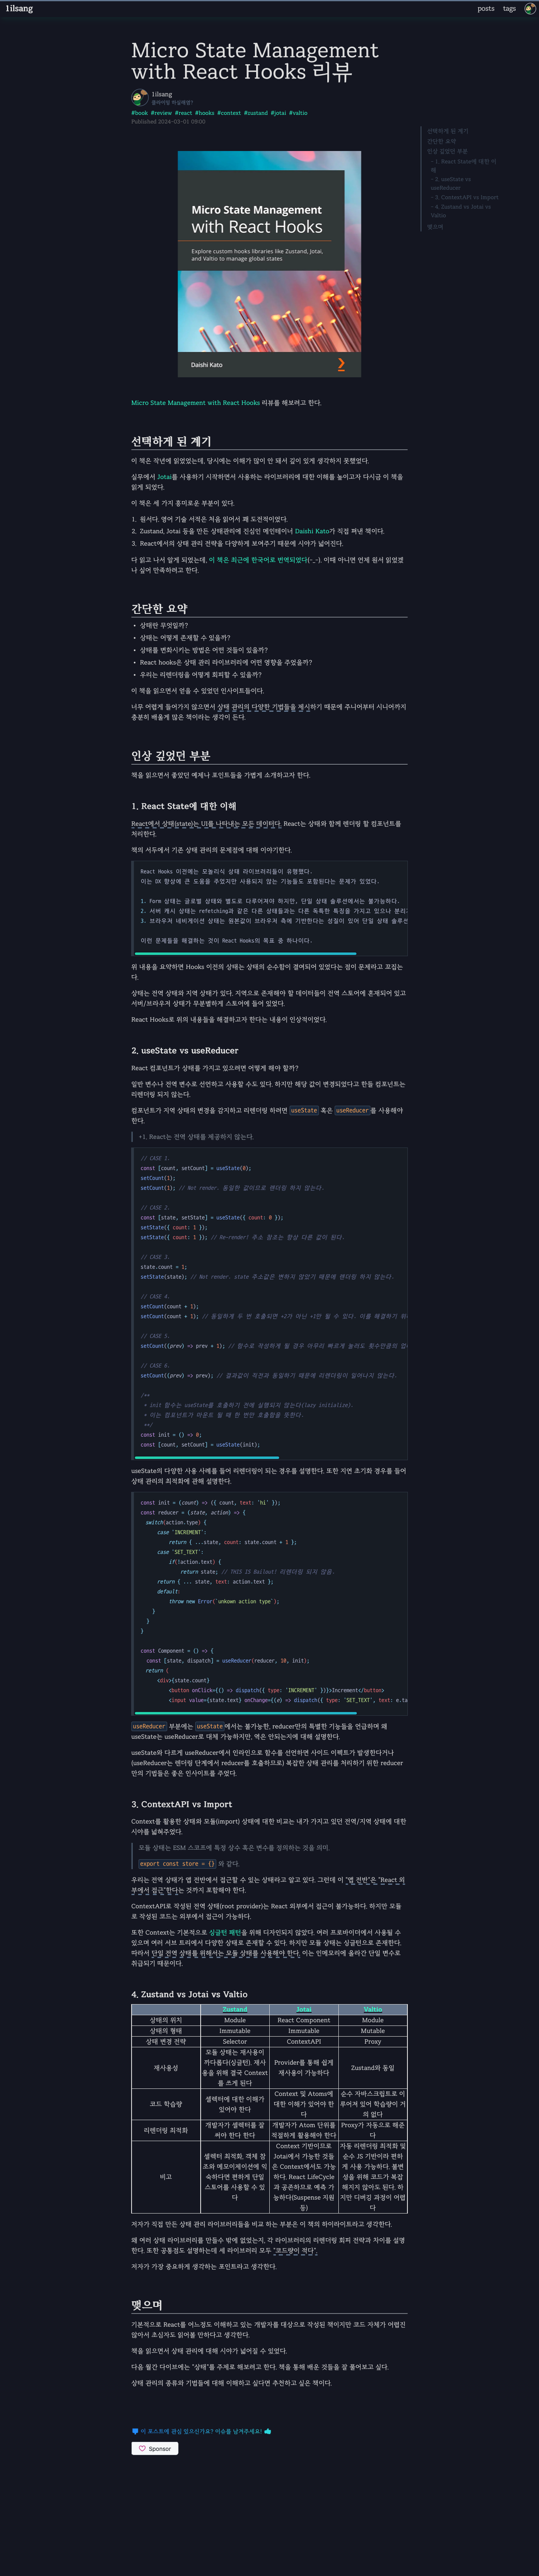 1ilsang
posts
tags
Micro State Management
with React Hooks 리뷰
1ilsang
클라이밍 하실래염?
#book #review #react #hooks #context #zustand #jotai #valtio
Published 2024-03-01 09:00
선택하게 된 계기
간단한 요약
인상 깊었던 부분
- 1. React State에 대한 이
해
- 2. useState vs
useReducer
- 3. ContextAPI vs Import
- 4. Zustand vs Jotai vs
Valtio
맺으며
Micro State Management
with React Hooks
Explore custom hooks libraries like Zustand, Jotai,
and Valtio to manage global states
Daishi Kato
Micro State Management with React Hooks 리뷰를 해보려고 한다.
선택하게 된 계기
이 책은 작년에 읽었었는데, 당시에는 이해가 많이 안 돼서 깊이 있게 생각하지 못했었다.
실무에서 Jotai를 사용하기 시작하면서 사용하는 라이브러리에 대한 이해를 높이고자 다시금 이 책을
읽게 되었다.
이 책은 세 가지 흥미로운 부분이 있다.
1. 원서다. 영어 기술 서적은 처음 읽어서 꽤 도전적이었다.
2. Zustand, Jotai 등을 만든 상태관리에 진심인 메인테이너 Daishi Kato가 직접 펴낸 책이다.
3. React에서의 상태 관리 전략을 다양하게 보여주기 때문에 시야가 넓어진다.
다 읽고 나서 알게 되었는데, 이 책은 최근에 한국어로 번역되었다(-_-). 이때 아니면 언제 원서 읽었겠
나 싶어 만족하려고 한다.
간단한 요약
• 상태란 무엇일까?
• 상태는 어떻게 존재할 수 있을까?
• 상태를 변화시키는 방법은 어떤 것들이 있을까?
• React hooks은 상태 관리 라이브러리에 어떤 영향을 주었을까?
• 우리는 리렌더링을 어떻게 회피할 수 있을까?
이 책을 읽으면서 얻을 수 있었던 인사이트들이다.
너무 어렵게 들어가지 않으면서 상태 관리의 다양한 기법들을 제시하기 때문에 주니어부터 시니어까지
충분히 배울게 많은 책이라는 생각이 든다.
인상 깊었던 부분
책을 읽으면서 좋았던 예제나 포인트들을 가볍게 소개하고자 한다.
1. React State에 대한 이해
React에서 상태(state)는 UI를 나타내는 모든 데이터다. React는 상태와 함께 렌더링 할 컴포넌트를
처리한다.
책의 서두에서 기존 상태 관리의 문제점에 대해 이야기한다.
React Hooks 이전에는 모놀리식 상태 라이브러리들이 유행했다.
이는 DX 향상에 큰 도움을 주었지만 사용되지 않는 기능들도 포함된다는 문제가 있었다.
1. Form 상태는 글로벌 상태와 별도로 다루어져야 하지만, 단일 상태 솔루션에서는 불가능하다.
2. 서버 캐시 상태는 refetching과 같은 다른 상태들과는 다른 독특한 특징을 가지고 있으나 분리
3. 브라우저 네비게이션 상태는 원본값이 브라우저 측에 기반한다는 성질이 있어 단일 상태 솔루션
이런 문제들을 해결하는 것이 React Hooks의 목표 중 하나이다.
위 내용을 요약하면 Hooks 이전의 상태는 상태의 순수함이 결여되어 있었다는 점이 문제라고 꼬집는
다.
상태는 전역 상태와 지역 상태가 있다. 지역으로 존재해야 할 데이터들이 전역 스토어에 혼재되어 있고
서버/브라우저 상태가 무분별하게 스토어에 들어 있었다.
React Hooks로 위의 내용들을 해결하고자 한다는 내용이 인상적이었다.
2. useState vs useReducer
React 컴포넌트가 상태를 가지고 있으려면 어떻게 해야 할까?
일반 변수나 전역 변수로 선언하고 사용할 수도 있다. 하지만 해당 값이 변경되었다고 한들 컴포넌트는
리렌더링 되지 않는다.
컴포넌트가 지역 상태의 변경을 감지하고 리렌더링 하려면 useState 혹은 useReducer를 사용해야
한다.
+1. React는 전역 상태를 제공하지 않는다.
// CASE 1.
const [count, setCount] = useState(0);
setCount(1);
setCount(1); // Not render. 동일한 값이므로 렌더링 하지 않는다.
// CASE 2.
const [state, setState] = useState({ count: 0 });
setState({ count: 1 });
setState({ count: 1 }); // Re-render! 주소 참조는 항상 다른 값이 된다.
// CASE 3.
state.count = 1;
setState(state); // Not render. state 주소값은 변하지 않았기 때문에 렌더링 하지 않는다.
// CASE 4.
setCount(count + 1);
setCount(count + 1); // 동일하게 두 번 호출되면 +2가 아닌 +1만 될 수 있다. 이를 해결하기 위
// CASE 5.
setCount((prev) => prev + 1); // 함수로 작성하게 될 경우 아무리 빠르게 눌러도 횟수만큼의 업
// CASE 6.
setCount((prev) => prev); // 결과값이 직전과 동일하기 때문에 리렌더링이 일어나지 않는다.
/**
* init 함수는 useState를 호출하기 전에 실행되지 않는다(lazy initialize).
* 이는 컴포넌트가 마운트 될 때 한 번만 호출함을 뜻한다.
**/
const init = () => 0;
const [count, setCount] = useState(init);
useState의 다양한 사용 사례를 들어 리렌더링이 되는 경우를 설명한다. 또한 지연 초기화 경우를 들어
상태 관리의 최적화에 관해 설명한다.
const init = (count) => ({ count, text: 'hi' });
const reducer = (state, action) => {
switch(action.type) {
case 'INCREMENT':
return { ...state, count: state.count + 1 };
case 'SET_TEXT':
if(!action.text) {
return state; // THIS IS Bailout! 리렌더링 되지 않음.
return { ... state, text: action.text };
default:
throw new Error('unkown action type');
}
}
}
const Component = () => {
const [state, dispatch] = useReducer(reducer, 10, init);
return (
<div>{state.count}
<button onClick={() => dispatch({ type: 'INCREMENT' })}>Increment</button>
<input value={state.text} onChange={(e) => dispatch({ type: 'SET_TEXT', text: e.ta
useReducer 부분에는 useState에서는 불가능한, reducer만의 특별한 기능들을 언급하며 왜
useState는 useReducer로 대체 가능하지만, 역은 안되는지에 대해 설명한다.
useState와 다르게 useReducer에서 인라인으로 함수를 선언하면 사이드 이펙트가 발생한다거나
(useReducer는 렌더링 단계에서 reducer를 호출하므로) 복잡한 상태 관리를 처리하기 위한 reducer
만의 기법들은 좋은 인사이트를 주었다.
3. ContextAPI vs Import
Context를 활용한 상태와 모듈(import) 상태에 대한 비교는 내가 가지고 있던 전역/지역 상태에 대한
시야를 넓혀주었다.
모듈 상태는 ESM 스코프에 특정 상수 혹은 변수를 정의하는 것을 의미.
export const store = {} 와 같다.
우리는 전역 상태가 앱 전반에서 접근할 수 있는 상태라고 알고 있다. 그런데 이 "앱 전반"은 "React 외
부에서 접근"한다는 것까지 포함해야 한다.
ContextAPI로 작성된 전역 상태(root provider)는 React 외부에서 접근이 불가능하다. 하지만 모듈
로 작성된 코드는 외부에서 접근이 가능하다.
또한 Context는 기본적으로 싱글턴 패턴을 위해 디자인되지 않았다. 여러 프로바이더에서 사용될 수
있으며 여러 서브 트리에서 다양한 상태로 존재할 수 있다. 하지만 모듈 상태는 싱글턴으로 존재한다.
따라서 단일 전역 상태를 위해서는 모듈 상태를 사용해야 한다. 이는 인메모리에 올라간 단일 변수로
취급되기 때문이다.
4. Zustand vs Jotai vs Valtio
Zustand Jotai Valtio
상태의 위치 Module React Component Module
상태의 형태 Immutable Immutable Mutable
상태 변경 전략 Selector ContextAPI Proxy
재사용성 모듈 상태는 재사용이 까다롭다(싱글턴). 재사용을 위해 결국 Context를 쓰게 된다 Provider를 통해 쉽게 재사용이 가능하다 Zustand와 동일
코드 학습량 셀렉터에 대한 이해가 있어야 한다 Context 및 Atoms에 대한 이해가 있어야 한다 순수 자바스크립트로 이루어져 있어 학습량이 거의 없다
리렌더링 최적화 개발자가 셀렉터를 잘 써야 한다 한다 개발자가 Atom 단위를 적절하게 활용해야 한다 Proxy가 자동으로 해준다
비고 셀렉터 최적화, 객체 참조와 메모이제이션에 익숙하다면 편하게 단일 스토어를 사용할 수 있다 Context 기반이므로 Jotai에서 가능한 것들은 Context에서도 가능하다. React LifeCycle과 공존하므로 예측 가능하다(Suspense 지원 등) 자동 리렌더링 최적화 및 순수 JS 기반이라 편하게 사용 가능하다. 불변성을 위해 코드가 복잡해지지 않아도 된다. 하지만 디버깅 과정이 어렵다
저자가 직접 만든 상태 관리 라이브러리들을 비교 하는 부분은 이 책의 하이라이트라고 생각한다.
왜 여러 상태 라이브러리를 만들수 밖에 없었는지, 각 라이브러리의 리렌더링 회피 전략과 차이를 설명
한다. 또한 공통점도 설명하는데 세 라이브러리 모두 "코드량이 적다".
저자가 가장 중요하게 생각하는 포인트라고 생각한다.
맺으며
기본적으로 React를 어느정도 이해하고 있는 개발자를 대상으로 작성된 책이지만 코드 자체가 어렵진
않아서 초심자도 읽어볼 만하다고 생각한다.
책을 읽으면서 상태 관리에 대해 시야가 넓어질 수 있었다.
다음 월간 다이브에는 "상태"를 주제로 해보려고 한다. 책을 통해 배운 것들을 잘 풀어보고 싶다.
상태 관리의 종류와 기법들에 대해 이해하고 싶다면 추천하고 싶은 책이다.
이 포스트에 관심 있으신가요? 이슈를 남겨주세요!
Sponsor